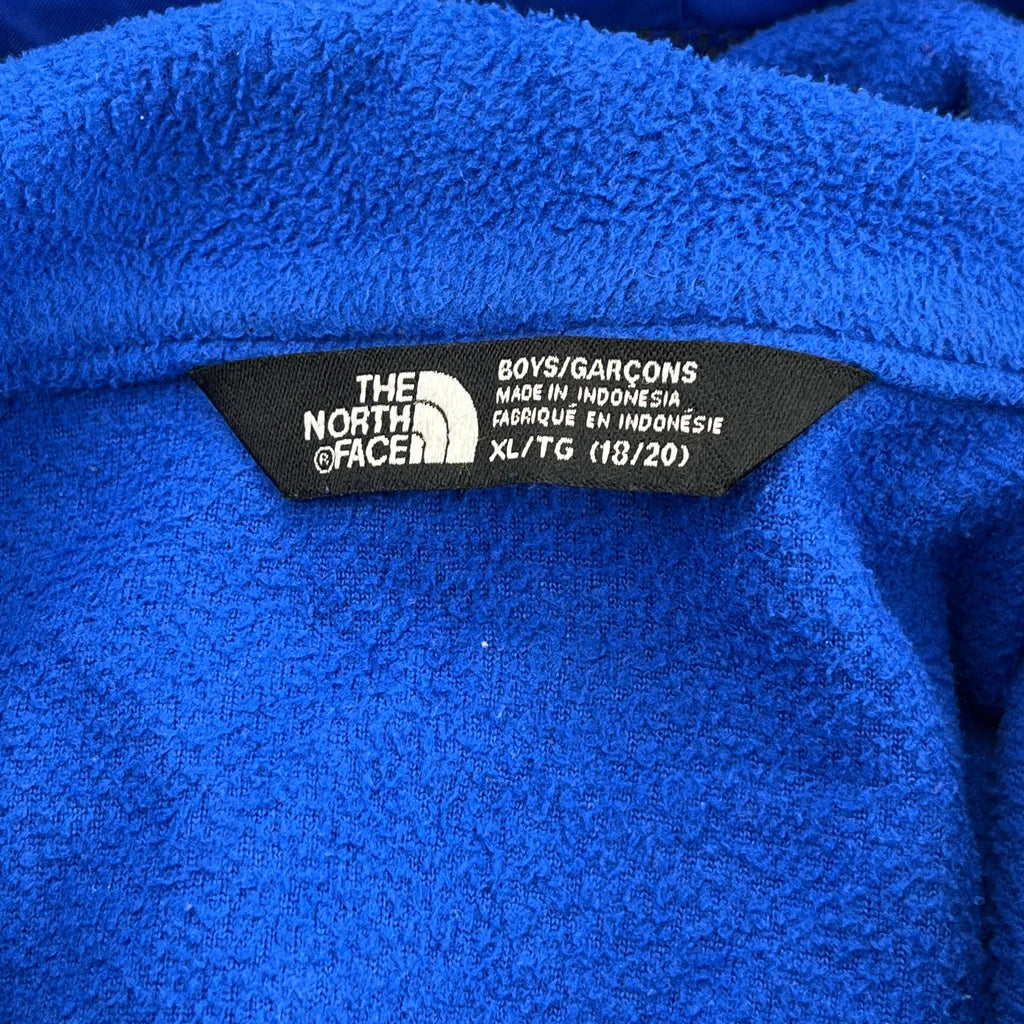 THE
NORTH
®FACE
BOYS/GARÇONS
MADE IN INDONESIA
FABRIQUÉ EN INDONÉSIE
XL/TG (18/20)